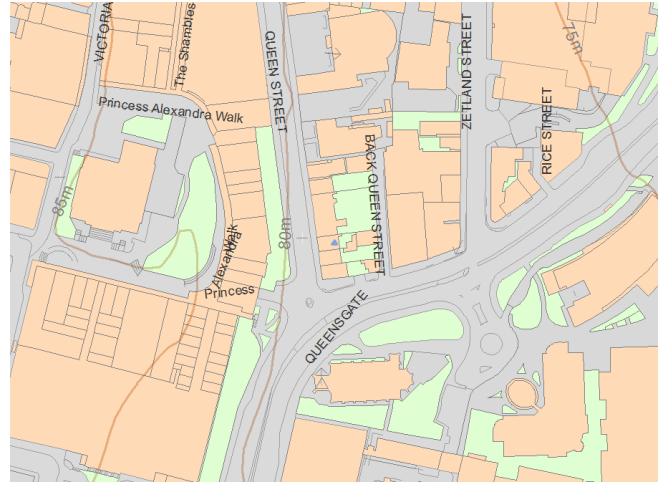 VICTORIA
The Shambles
QUEEN STREET
ZETLAND STREET
75m
Princess Alexandra Walk
RICE STREET
BACK QUEEN STREET
85m
80m
Princess Alexandra Walk
QUEENSGATE